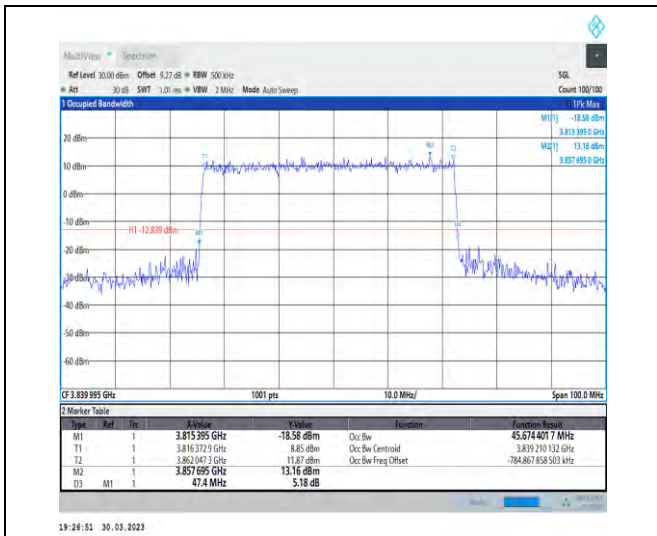 MultiView Spectrum
Ref Level 30.00 dBm Offset 9.27 dB RBW 500 kHz SGL
Att 30 dB SWT 1.01 ms VBW 2 MHz Mode Auto Sweep Count 100/100
1 Occupied Bandwidth 1Pk Max
M1[1] -18.58 dBm
3.815 395 0 GHz
M2[1] 13.16 dBm
3.857 695 0 GHz
20 dBm
10 dBm
0 dBm
-10 dBm
H1 -12.839 dBm
-20 dBm
-30 dBm
-40 dBm
-50 dBm
-60 dBm
M1
T1
M2
T2
D3
CF 3.839 995 GHz 1001 pts 10.0 MHz/ Span 100.0 MHz
2 Marker Table
Type Ref Trc X-Value Y-Value Function Function Result
M1 1 3.815 395 GHz -18.58 dBm Occ Bw 45.674 401 7 MHz
T1 1 3.816 372 9 GHz 8.85 dBm Occ Bw Centroid 3.839 210 132 GHz
T2 1 3.862 047 3 GHz 11.87 dBm Occ Bw Freq Offset -784.867 858 503 kHz
M2 1 3.857 695 GHz 13.16 dBm
D3 M1 1 47.4 MHz 5.18 dB
19:26:51 30.03.2023